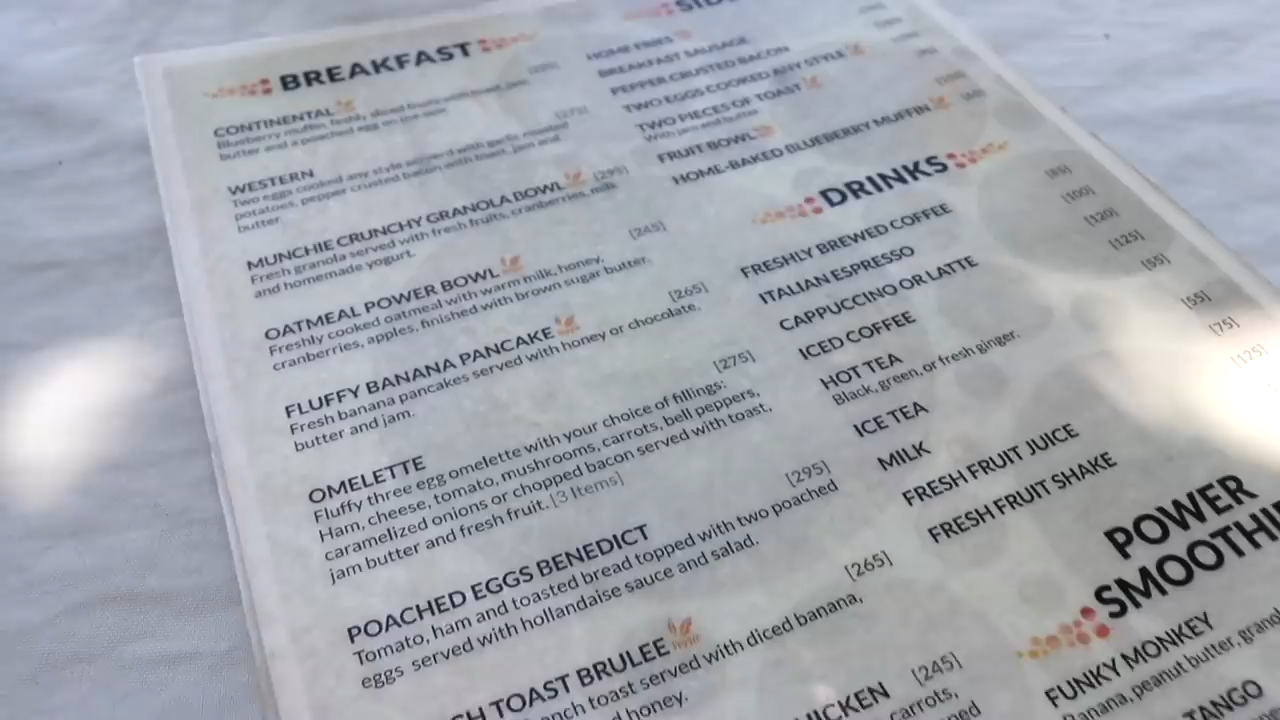 BREAKFAST
CONTINENTAL
Blueberry muffin, freshly sliced fruits with toast, jam,
butter and a poached egg on the side.
[275]
WESTERN
Two eggs cooked any style served with garlic roasted
potatoes, pepper crusted bacon with toast, jam and
butter.
MUNCHIE CRUNCHY GRANOLA BOWL [295]
Fresh granola served with fresh fruits, cranberries, milk
and homemade yogurt.
[245]
OATMEAL POWER BOWL
Freshly cooked oatmeal with warm milk, honey,
cranberries, apples, finished with brown sugar butter.
[265]
FLUFFY BANANA PANCAKE
Fresh banana pancakes served with honey or chocolate,
butter and jam.
[275]
OMELETTE
Fluffy three egg omelette with your choice of fillings:
Ham, cheese, tomato, mushrooms, carrots, bell peppers,
caramelized onions or chopped bacon served with toast,
jam butter and fresh fruit. [3 Items]
[295]
POACHED EGGS BENEDICT
Tomato, ham and toasted bread topped with two poached
eggs served with hollandaise sauce and salad.
[265]
TOAST BRULEE
toast served with diced banana,
honey.
[245]
carrots,
HOME FRIES
BREAKFAST SAUSAGE
PEPPER CRUSTED BACON
TWO EGGS COOKED ANY STYLE
TWO PIECES OF TOAST
With jam and butter
FRUIT BOWL
HOME-BAKED BLUEBERRY MUFFIN
DRINKS
FRESHLY BREWED COFFEE [85]
ITALIAN ESPRESSO [100]
CAPPUCCINO OR LATTE [120]
ICED COFFEE [125]
HOT TEA [55]
Black, green, or fresh ginger.
ICE TEA [55]
MILK [75]
FRESH FRUIT JUICE [125]
FRESH FRUIT SHAKE
POWER
FUNKY MONKEY
Banana, peanut butter,
TANGO